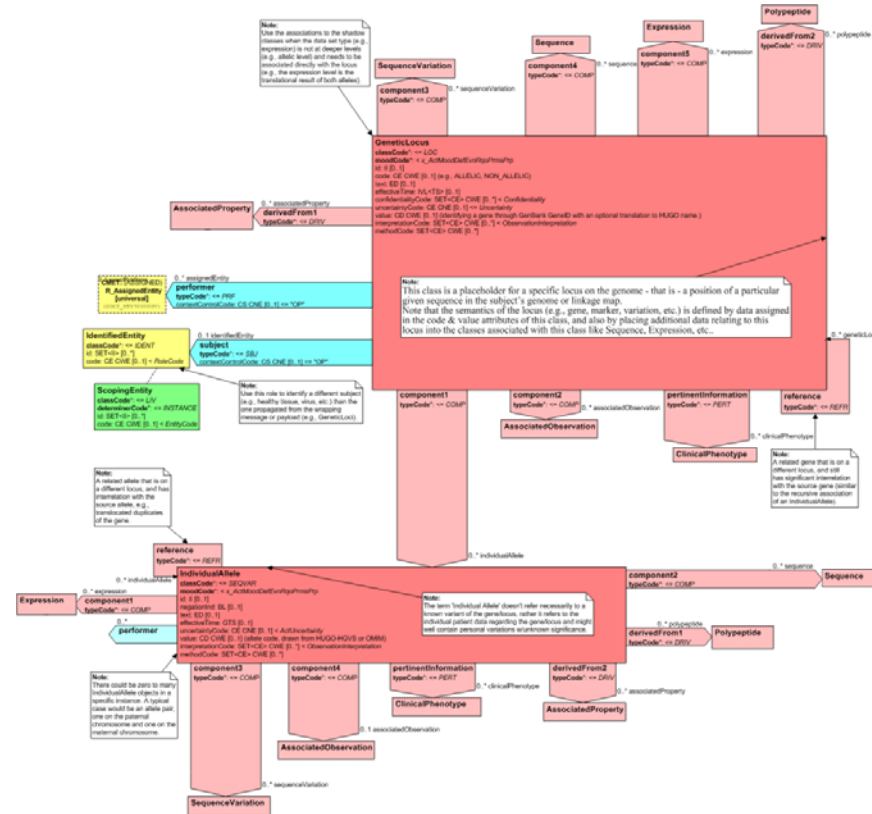 Note:
Use the associations to the shadow
classes when the data set type (e.g.,
expression) is not at deeper levels
(e.g., allelic level) and needs to be
associated directly with the locus
(e.g., the expression level is the
translational result of both alleles).
SequenceVariation
component3
typeCode*: <= COMP
0..* sequenceVariation
Sequence
component4
typeCode*: <= COMP
0..* sequence
Expression
component5
typeCode*: <= COMP
0..* expression
Polypeptide
derivedFrom2
typeCode*: <= DRIV
0..* polypeptide
GeneticLocus
classCode*: <= LOC
moodCode*: < x_ActMoodDefEvnRqoPrmsPrp
id: II [0..1]
code: CE CWE [0..1] (e.g., ALLELIC, NON_ALLELIC)
text: ED [0..1]
effectiveTime: IVL<TS> [0..1]
confidentialityCode: SET<CE> CWE [0..*] < Confidentiality
uncertaintyCode: CE CNE [0..1] <= Uncertainty
value: CD CWE [0..1] (identifying a gene through GenBank GeneID with an optional translation to HUGO name.)
interpretationCode: SET<CE> CWE [0..*] < ObservationInterpretation
methodCode: SET<CE> CWE [0..*]
0..* associatedProperty
AssociatedProperty
derivedFrom1
typeCode*: <= DRIV
0..* assignedEntity
CMET: (ASSIGNED)
R_AssignedEntity
[universal]
performer
typeCode*: <= PRF
contextControlCode: CS CNE [0..1] <= "OP"
Note:
This class is a placeholder for a specific locus on the genome - that is - a position of a particular
given sequence in the subject's genome or linkage map.
Note that the semantics of the locus (e.g., gene, marker, variation, etc.) is defined by data assigned
in the code & value attributes of this class, and also by placing additional data relating to this
locus into the classes associated with this class like Sequence, Expression, etc..
IdentifiedEntity
classCode*: <= IDENT
id: SET<II> [0..*]
code: CE CWE [0..1] < RoleCode
0..1 identifiedEntity
subject
typeCode*: <= SBJ
contextControlCode: CS CNE [0..1] <= "OP"
ScopingEntity
classCode*: <= LIV
determinerCode*: <= INSTANCE
id: SET<II> [0..*]
code: CE CWE [0..1] < EntityCode
Note:
Use this role to identify a different subject
(e.g., healthy tissue, virus, etc.) than the
one propagated from the wrapping
message or payload (e.g., GeneticLoci)
component1
typeCode*: <= COMP
0..* individualAllele
component2
typeCode*: <= COMP
0..* associatedObservation
AssociatedObservation
pertinentInformation
typeCode*: <= PERT
0..* clinicalPhenotype
ClinicalPhenotype
reference
typeCode*: <= REFR
Note:
A related gene that is on a
different locus, and still
has significant interrelation
with the source gene (similar
to the recursive association
of an IndividualAllele).
Note:
A related allele that is on
a different locus, and has
interrelation with the
source allele, e.g.,
translocated duplicates
of the gene.
reference
typeCode*: <= REFR
0..* individualAllele
IndividualAllele
classCode*: <= SEQVAR
moodCode*: < x_ActMoodDefEvnRqoPrmsPrp
id: II [0..1]
negationInd: BL [0..1]
text: ED [0..1]
effectiveTime: GTS [0..1]
uncertaintyCode: CE CNE [0..1] < ActUncertainty
value: CD CWE [0..1] (allele code, drawn from HUGO-HGVS or OMIM)
interpretationCode: SET<CE> CWE [0..*] < ObservationInterpretation
methodCode: SET<CE> CWE [0..*]
Note:
The term 'Individual Allele' doesn't refer necessarily to a
known variant of the gene/locus, rather it refers to the
individual patient data regarding the gene/locus and might
well contain personal variations w/unknown significance.
0..* expression
Expression
component1
typeCode*: <= COMP
0..*
performer
component2
typeCode*: <= COMP
0..* sequence
Sequence
0..* polypeptide
derivedFrom1
typeCode*: <= DRIV
Polypeptide
Note:
There could be zero to many
IndividualAllele objects in a
specific instance. A typical
case would be an allele pair,
one on the paternal
chromosome and one on the
maternal chromosome.
component3
typeCode*: <= COMP
0..* sequenceVariation
SequenceVariation
component4
typeCode*: <= COMP
0..1 associatedObservation
AssociatedObservation
pertinentInformation
typeCode*: <= PERT
0..* clinicalPhenotype
ClinicalPhenotype
derivedFrom2
typeCode*: <= DRIV
0..* associatedProperty
AssociatedProperty